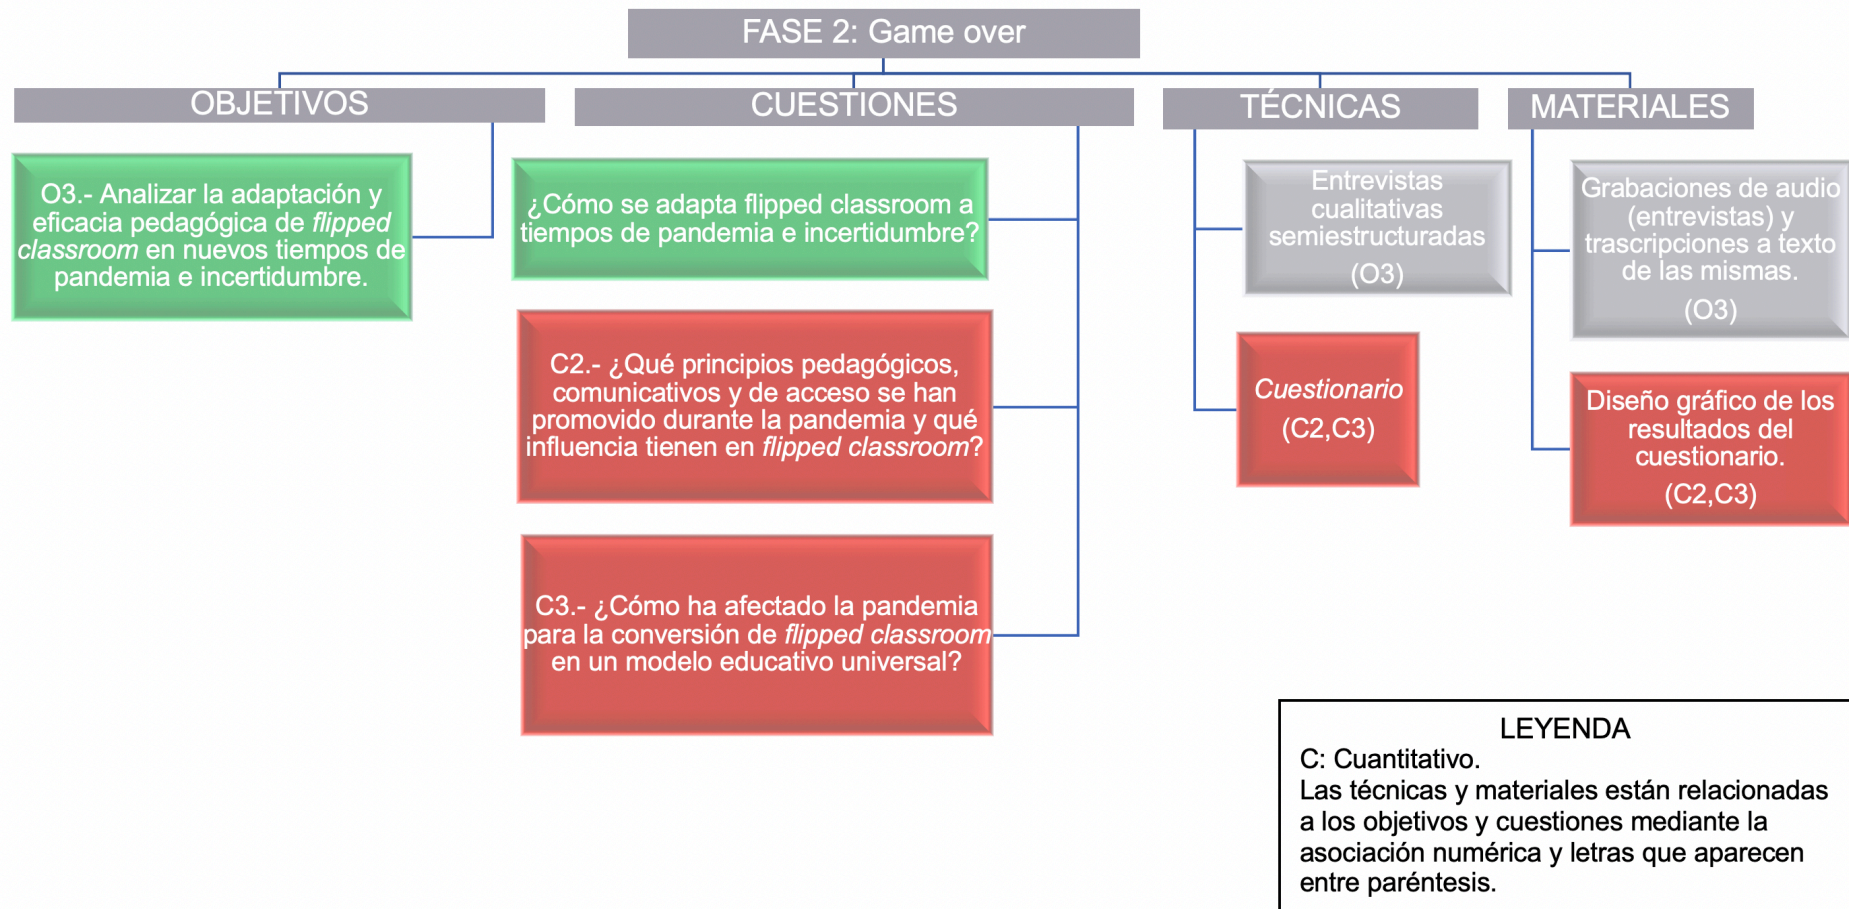 FASE 2: Game over
OBJETIVOS
O3.- Analizar la adaptación y
eficacia pedagógica de flipped
classroom en nuevos tiempos de
pandemia e incertidumbre.
CUESTIONES
¿Cómo se adapta flipped classroom a
tiempos de pandemia e incertidumbre?
C2.- ¿Qué principios pedagógicos,
comunicativos y de acceso se han
promovido durante la pandemia y qué
influencia tienen en flipped classroom?
C3.- ¿Cómo ha afectado la pandemia
para la conversión de flipped classroom
en un modelo educativo universal?
TÉCNICAS
Entrevistas
cualitativas
semiestructuradas
(O3)
Cuestionario
(C2,C3)
MATERIALES
Grabaciones de audio
(entrevistas) y
trascripciones a texto
de las mismas.
(O3)
Diseño gráfico de los
resultados del
cuestionario.
(C2,C3)
LEYENDA
C: Cuantitativo.
Las técnicas y materiales están relacionadas
a los objetivos y cuestiones mediante la
asociación numérica y letras que aparecen
entre paréntesis.